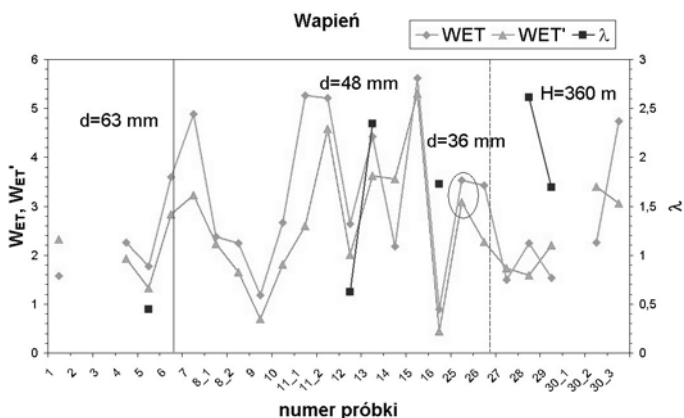 Wapień
WET WET' λ
6 3
5 2,5
4 2
3 1,5
2 1
1 0,5
0 0
d=63 mm
d=48 mm
d=36 mm
H=360 m
W_ET, W_ET'
λ
1 3 4 5 6 7 8_1 8_2 9 10 11_1 11_2 12 13 14 15 16 25 26 27 28 29 30_1 30_2 30_3
numer próbki